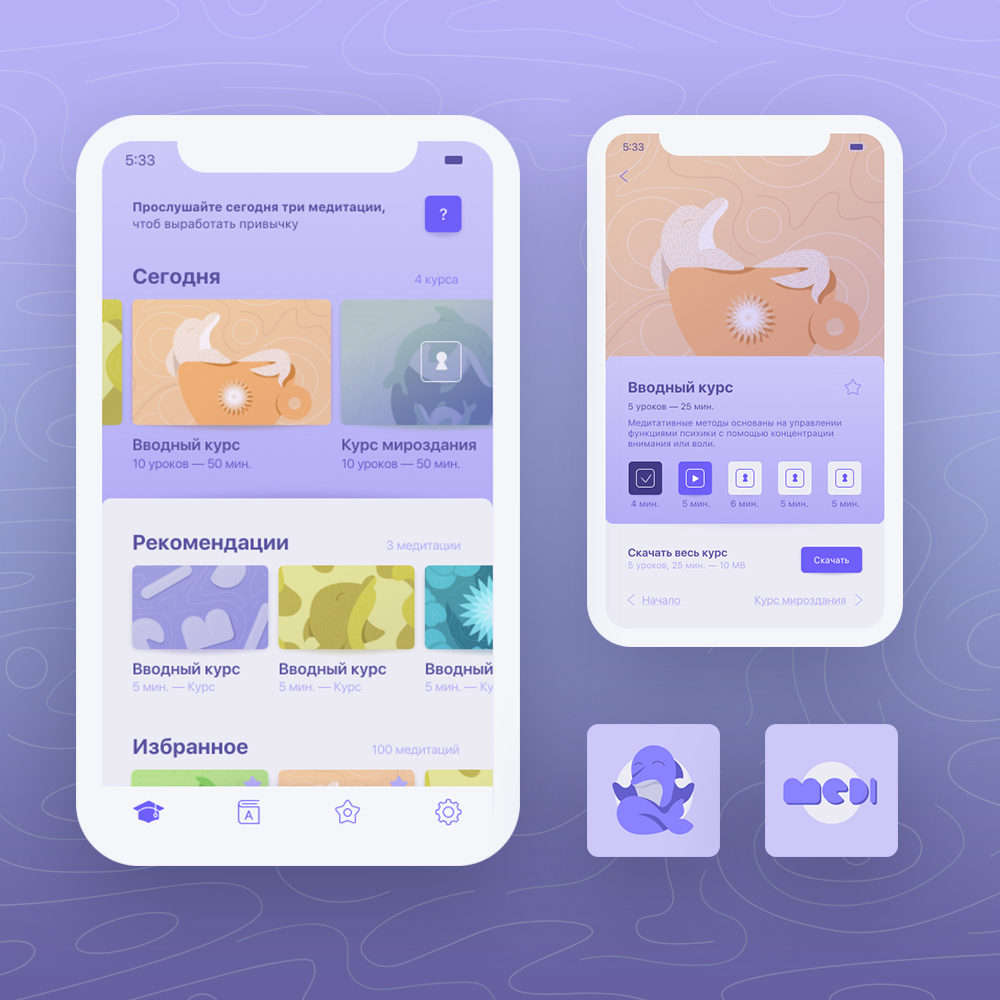 5:33
Прослушайте сегодня три медитации,
чтоб выработать привычку
?
Сегодня
4 курса
Вводный курс
10 уроков — 50 мин.
Курс мироздания
10 уроков — 50 мин.
Рекомендации
3 медитации
Вводный курс
5 мин. — Курс
Вводный курс
5 мин. — Курс
Вводный
5 мин. — Ку
Избранное
100 медитаций
A
5:33
Вводный курс
5 уроков — 25 мин.
Медитативные методы основаны на управлении
функциями психики с помощью концентрации
внимания или воли.
4 мин.
5 мин.
6 мин.
5 мин.
5 мин.
Скачать весь курс
5 уроков, 25 мин. — 10 MB
Скачать
Начало
Курс мироздания
MEDI